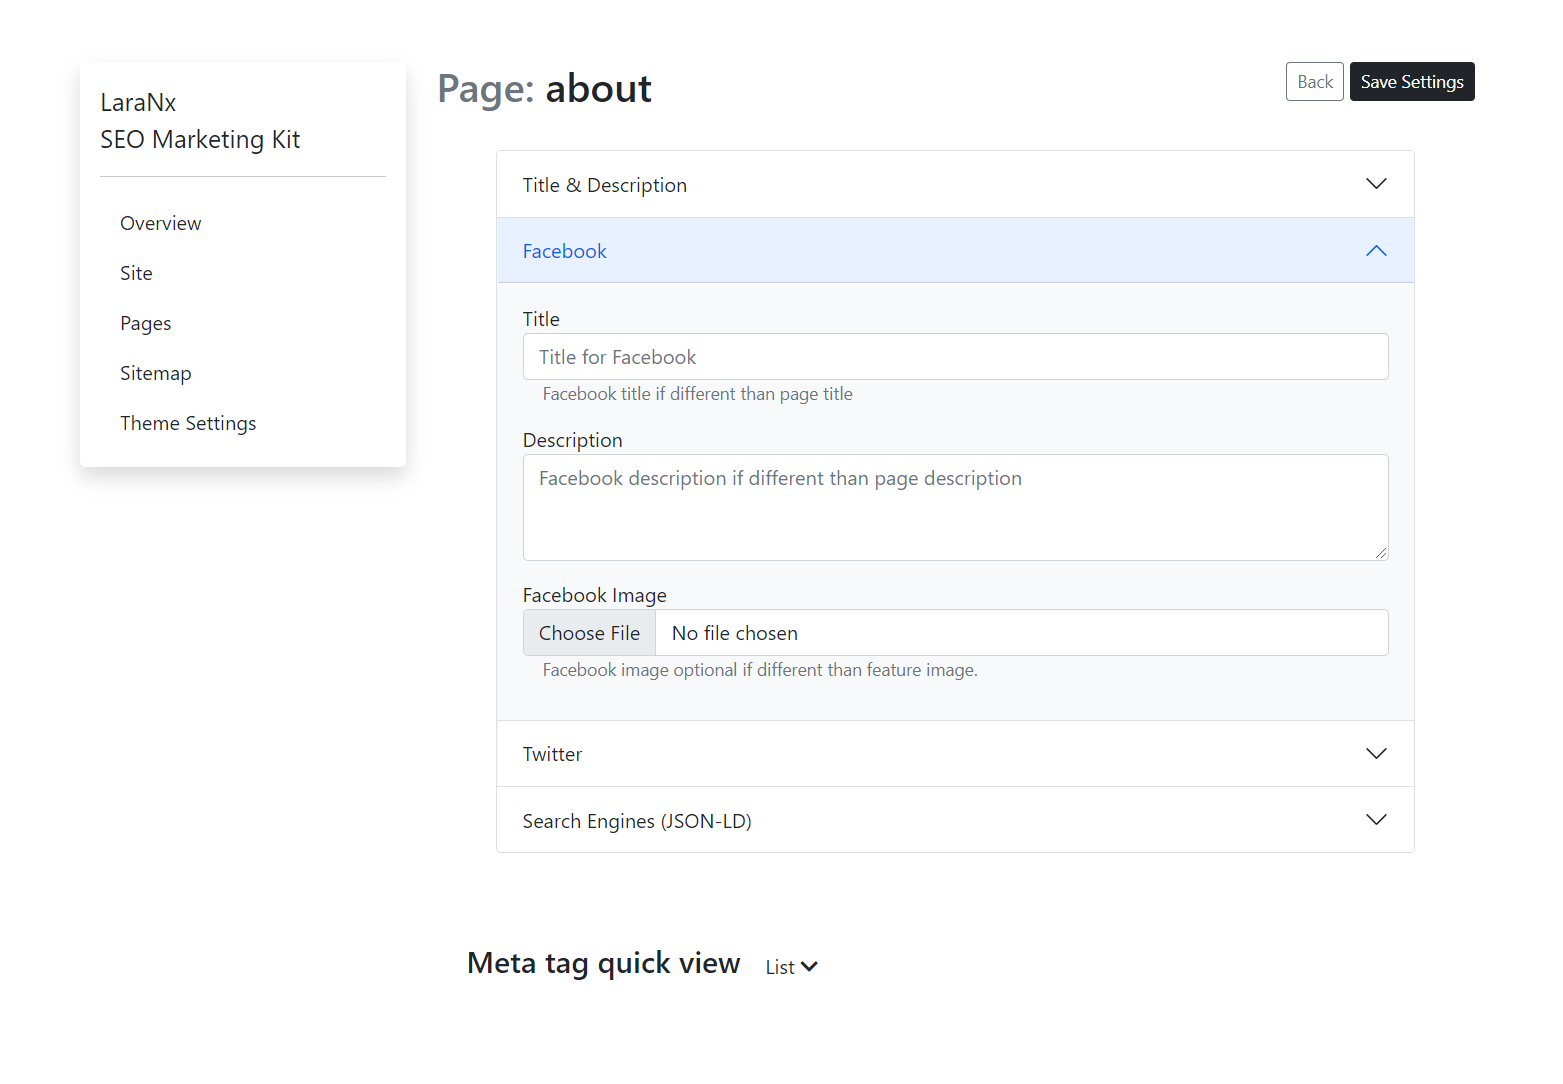 LaraNx
SEO Marketing Kit
Overview
Site
Pages
Sitemap
Theme Settings
Page: about
Back
Save Settings
Title & Description
Facebook
Title
Title for Facebook
Facebook title if different than page title
Description
Facebook description if different than page description
Facebook Image
Choose File
No file chosen
Facebook image optional if different than feature image.
Twitter
Search Engines (JSON-LD)
Meta tag quick view
List